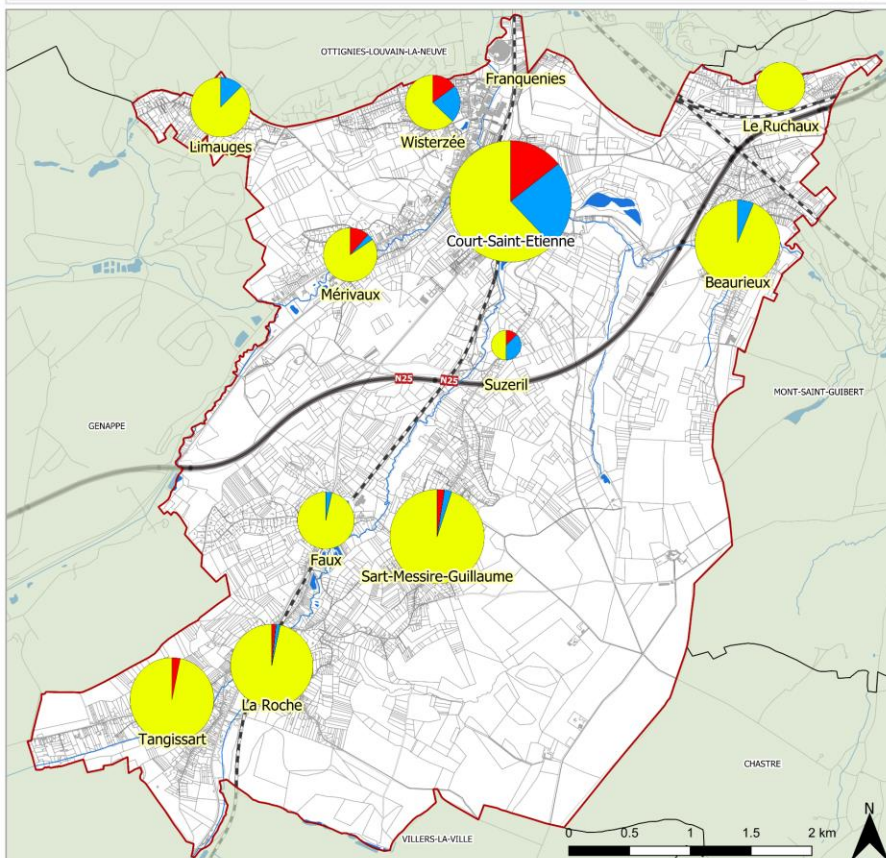 OTTIGNIES-LOUVAIN-LA-NEUVE
Franquenies
Le Ruchaux
Limauges
Wisterzée
Court-Saint-Etienne
Beaurieux
Mérivaux
Suzeril
N25
N25
MONT-SAINT-GUIBERT
GENAPPE
Faux
Sart-Messire-Guillaume
La Roche
Tangissart
CHASTRE
N
0 0.5 1 1.5 2 km
VILLERS-LA-VILLE